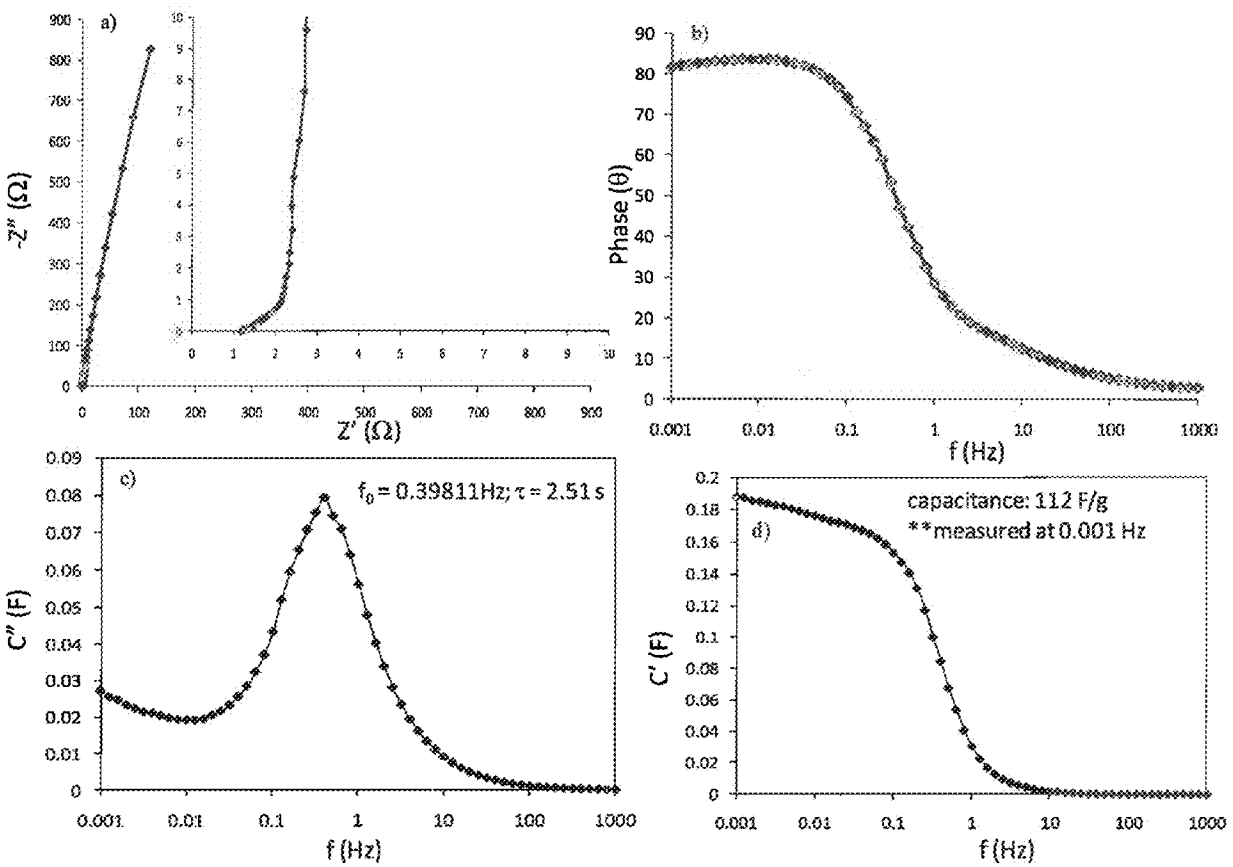 a)
900
800
700
600
500
400
300
200
100
0
-Z″ (Ω)
10
9
8
7
6
5
4
3
2
1
0
0 1 2 3 4 5 6 7 8 9 10
0 100 200 300 400 500 600 700 800 900
Z′ (Ω)
b)
90
80
70
60
50
40
30
20
10
0
Phase (θ)
0.001 0.01 0.1 1 10 100 1000
f (Hz)
c)
f₀ = 0.39811Hz; τ = 2.51 s
0.09
0.08
0.07
0.06
0.05
0.04
0.03
0.02
0.01
0
C″ (F)
0.001 0.01 0.1 1 10 100 1000
f (Hz)
d)
capacitance: 112 F/g
**measured at 0.001 Hz
0.2
0.18
0.16
0.14
0.12
0.1
0.08
0.06
0.04
0.02
0
C′ (F)
0.001 0.01 0.1 1 10 100 1000
f (Hz)